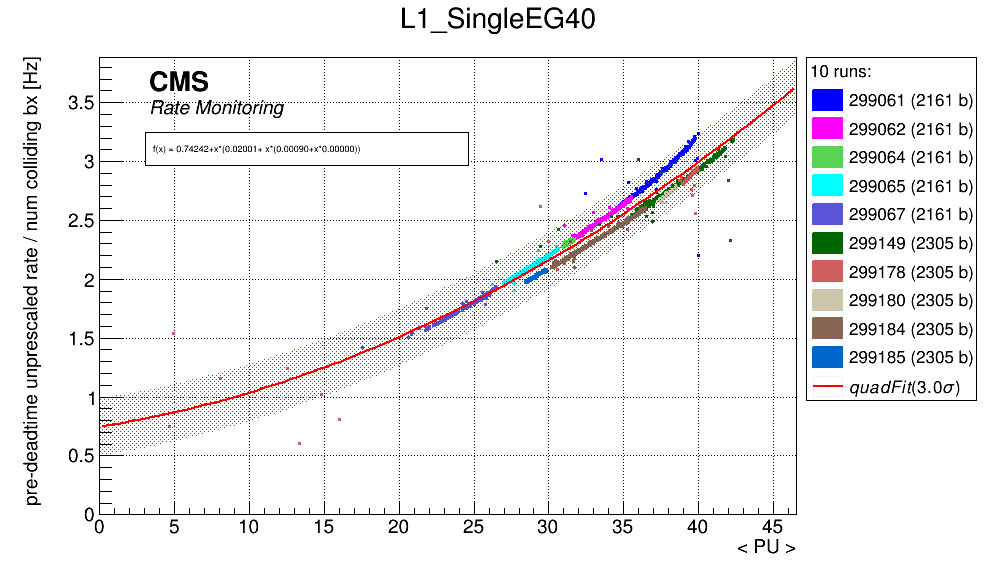 L1_SingleEG40
pre-deadtime unprescaled rate / num colliding bx [Hz]
CMS
Rate Monitoring
f(x) = 0.74242+x*(0.02001+ x*(0.00090+x*0.00000))
3.5
3
2.5
2
1.5
1
0.5
0
0 5 10 15 20 25 30 35 40 45
< PU >
10 runs:
299061 (2161 b)
299062 (2161 b)
299064 (2161 b)
299065 (2161 b)
299067 (2161 b)
299149 (2305 b)
299178 (2305 b)
299180 (2305 b)
299184 (2305 b)
299185 (2305 b)
quadFit(3.0σ)